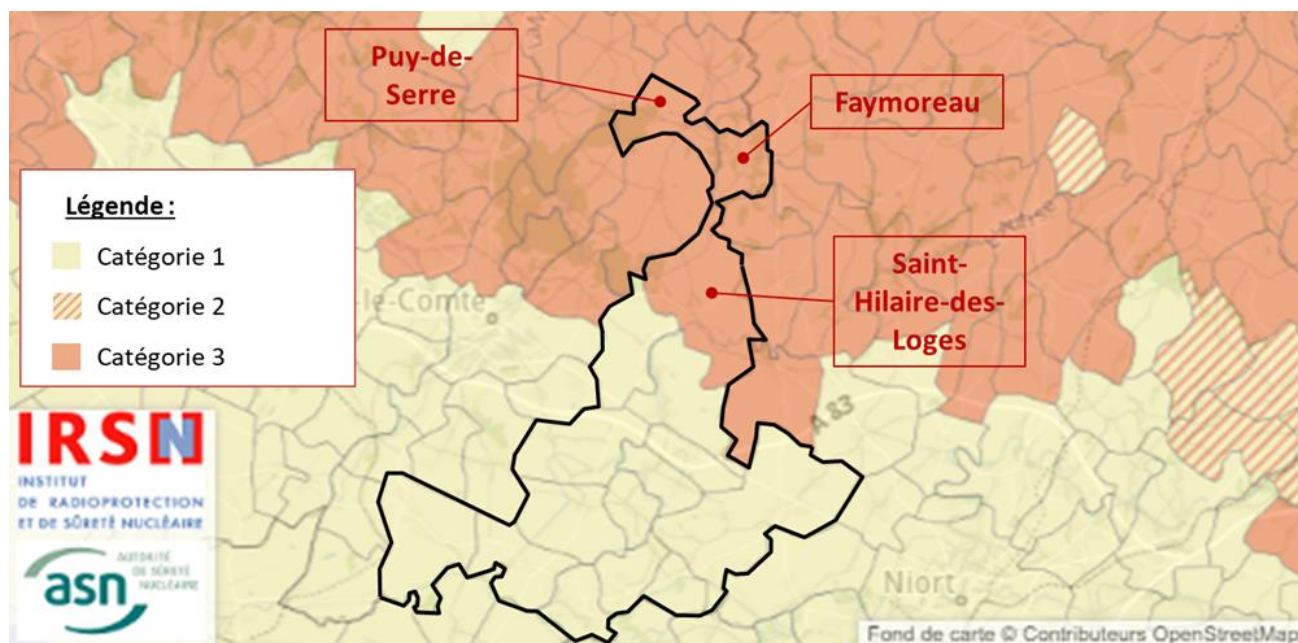 Puy-de-
Serre
Faymoreau
Légende :
Catégorie 1
Catégorie 2
Catégorie 3
-le-Comte
Saint-
Hilaire-des-
Loges
A 83
IRSN
INSTITUT
DE RADIOPROTECTION
ET DE SÛRETÉ NUCLÉAIRE
AUTORITÉ
DE SÛRETÉ
NUCLÉAIRE
asn
Niort
Fond de carte © Contributeurs OpenStreetMap